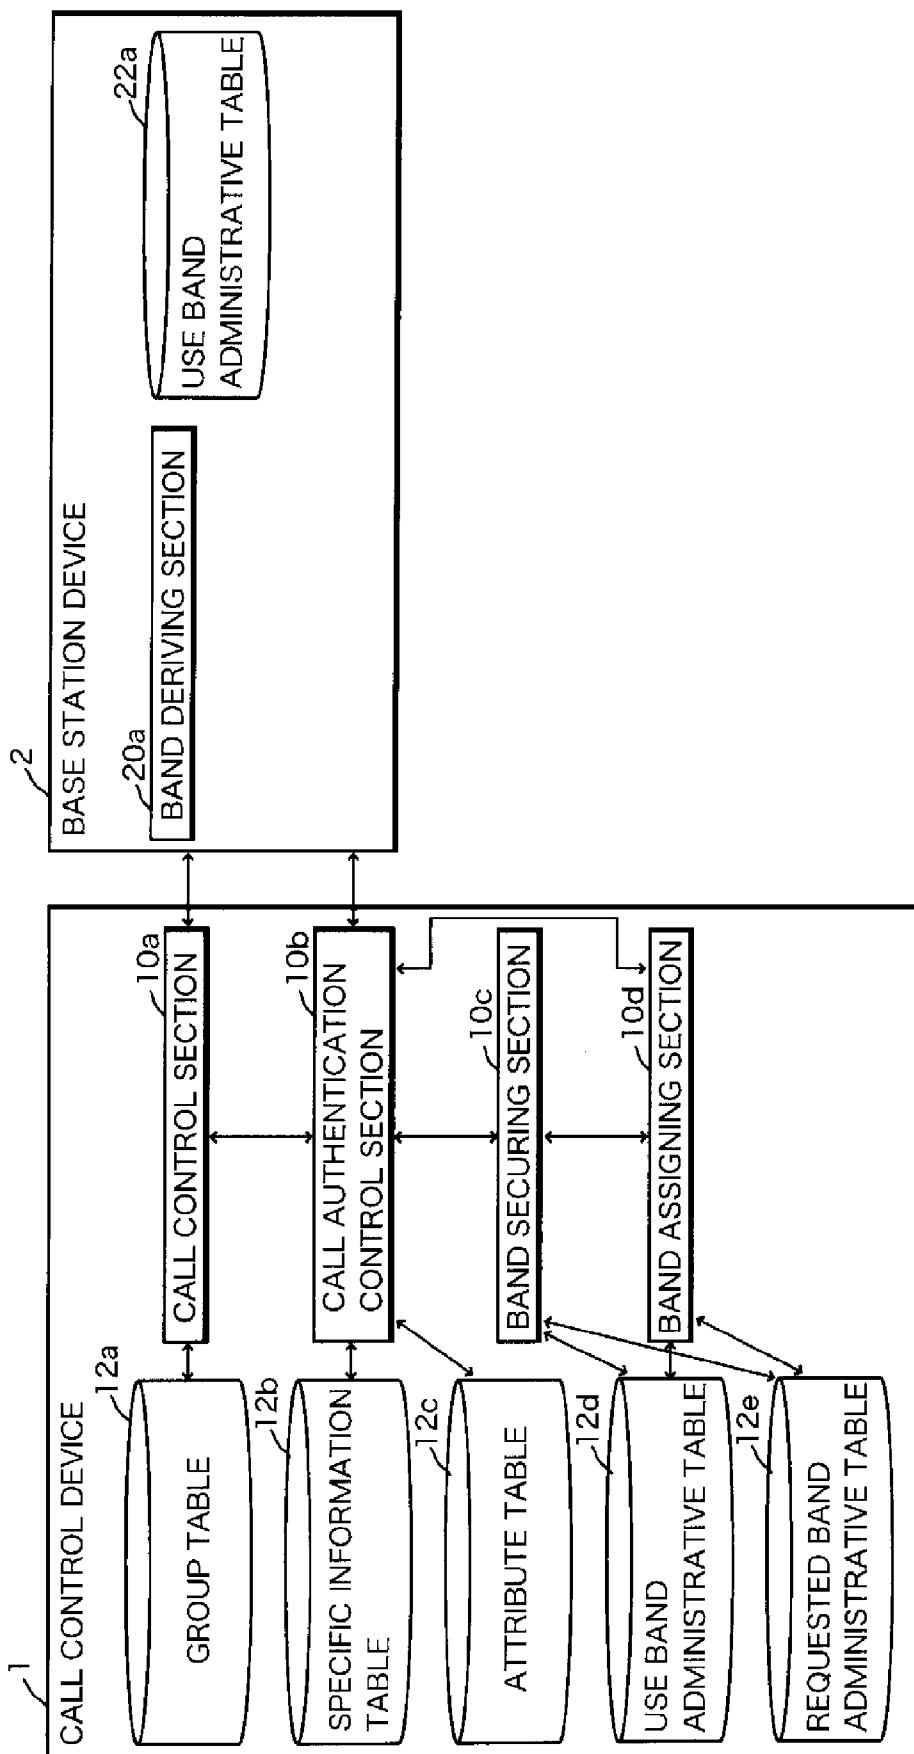 1
CALL CONTROL DEVICE
12a
GROUP TABLE
12b
SPECIFIC INFORMATION
TABLE
12c
ATTRIBUTE TABLE
12d
USE BAND
ADMINISTRATIVE TABLE
12e
REQUESTED BAND
ADMINISTRATIVE TABLE
10a
CALL CONTROL SECTION
10b
CALL AUTHENTICATION
CONTROL SECTION
10c
BAND SECURING SECTION
10d
BAND ASSIGNING SECTION
2
BASE STATION DEVICE
20a
BAND DERIVING SECTION
22a
USE BAND
ADMINISTRATIVE TABLE